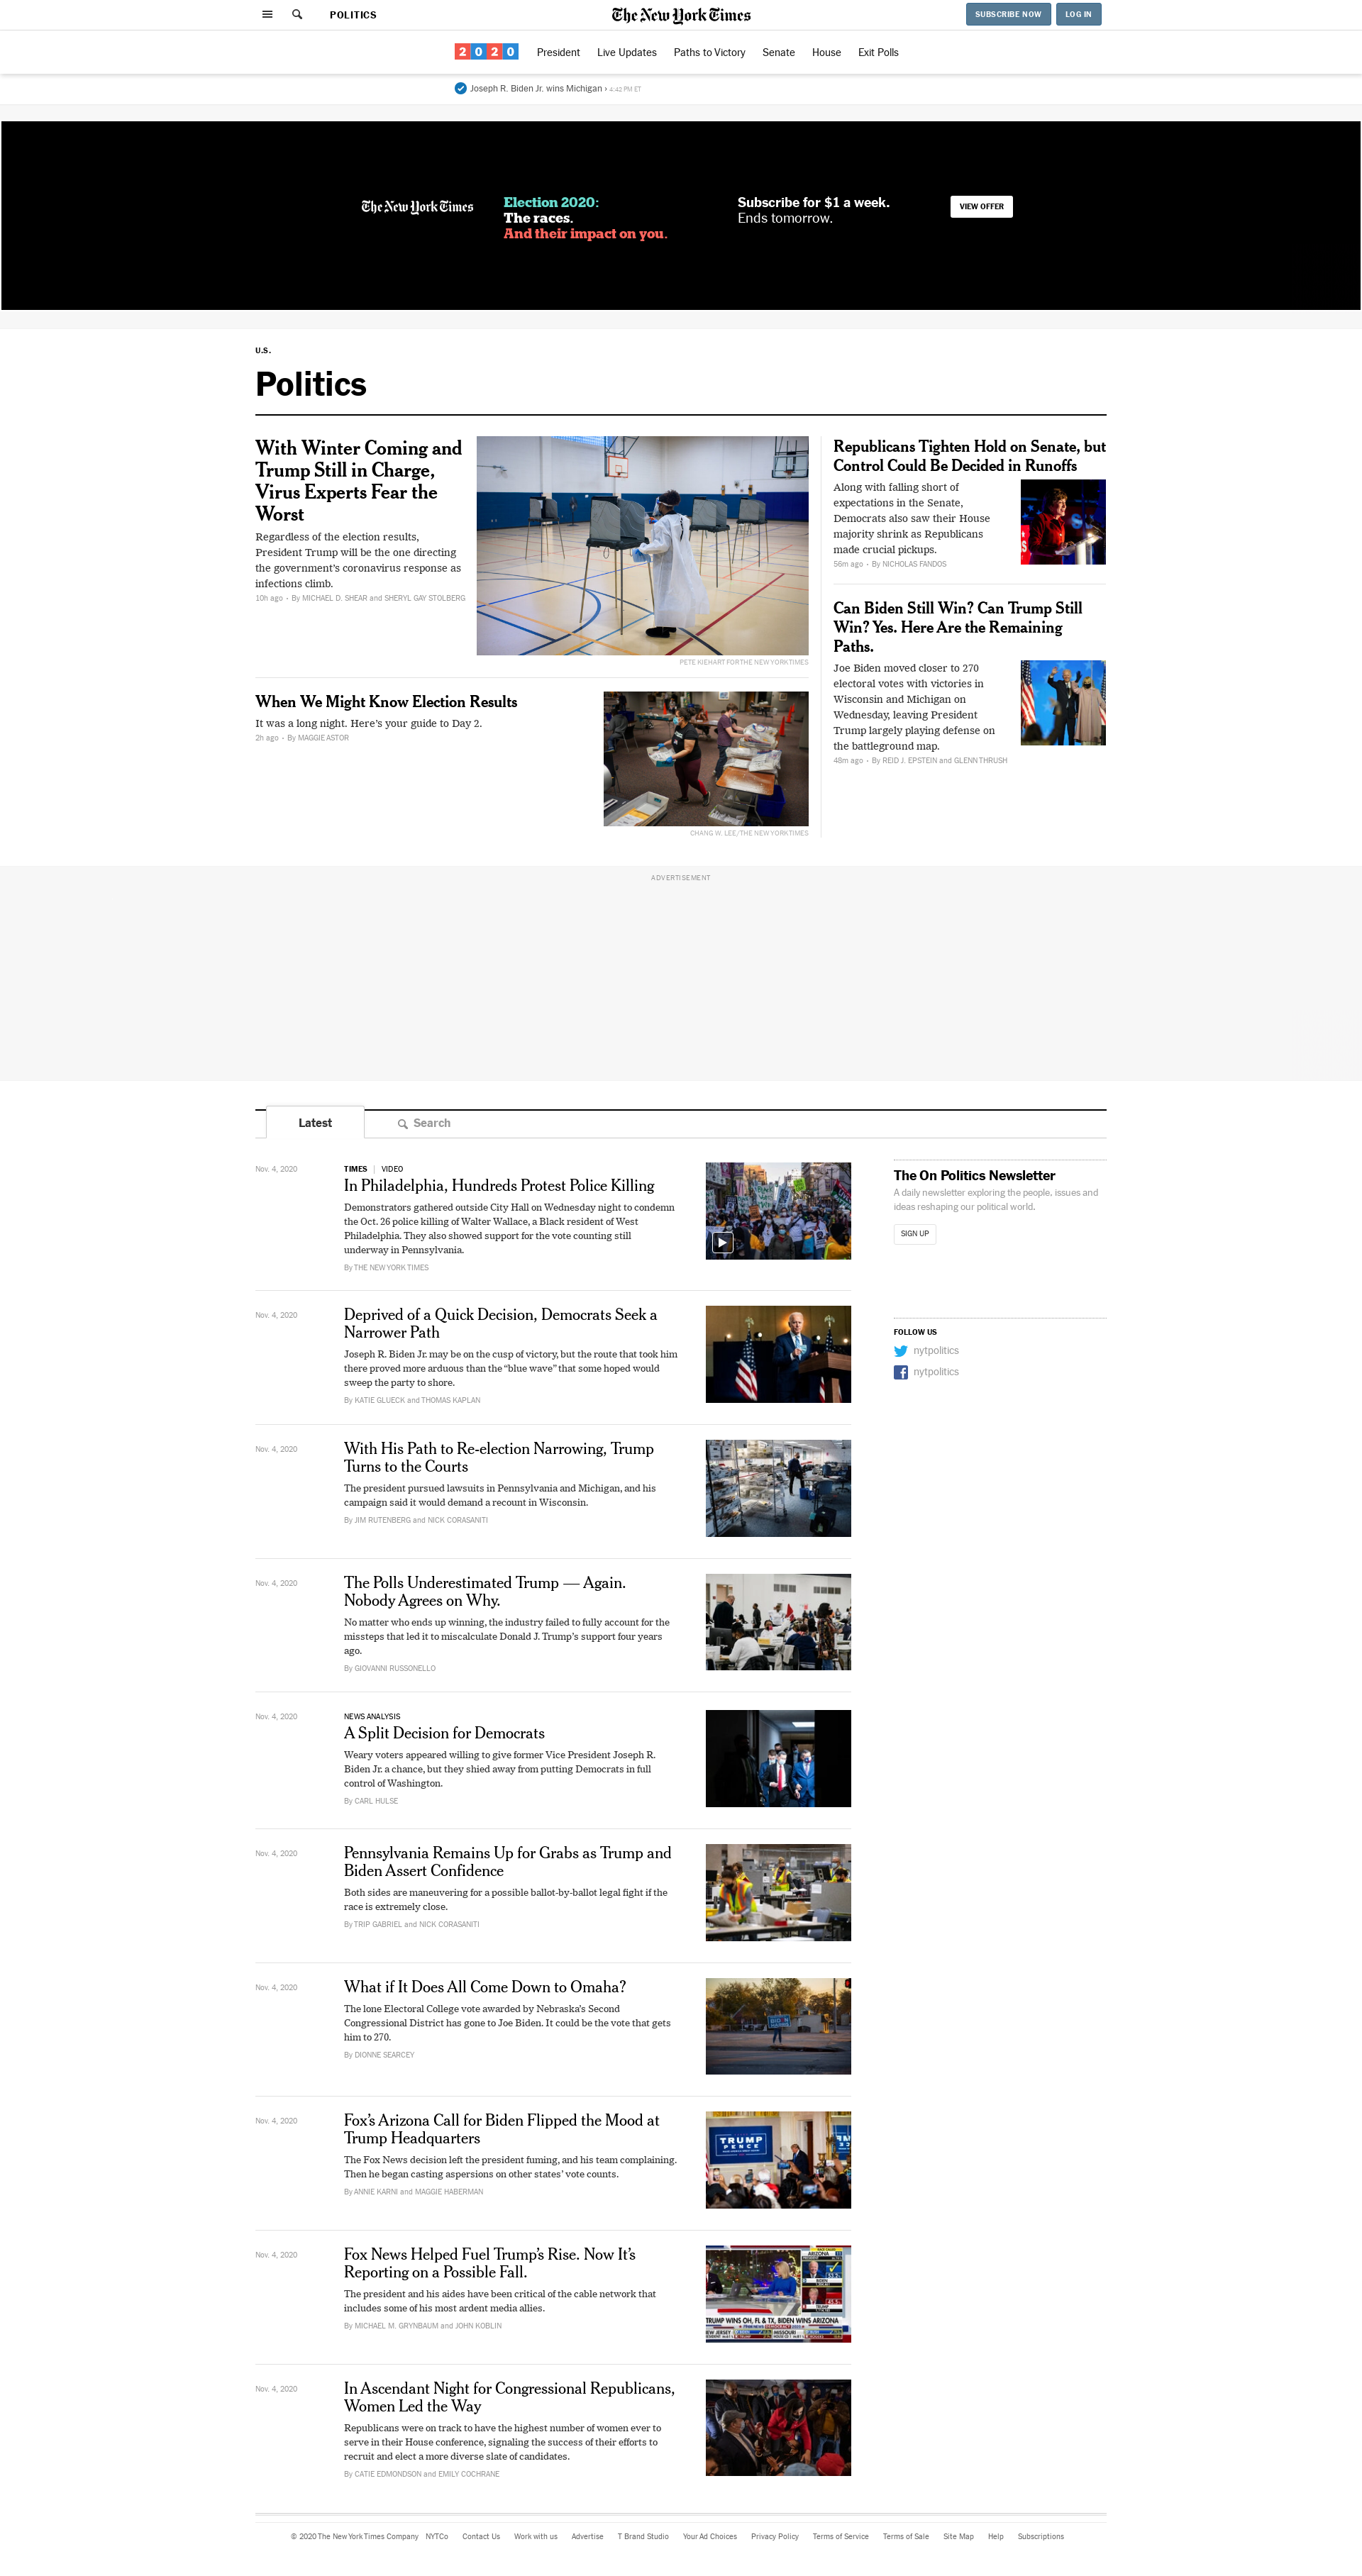 POLITICS
The New York Times
SUBSCRIBE NOW
LOG IN
2020
President
Live Updates
Paths to Victory
Senate
House
Exit Polls
Joseph R. Biden Jr. wins Michigan › 4:42 PM ET
The New York Times
Election 2020:
The races.
And their impact on you.
Subscribe for $1 a week.
Ends tomorrow.
VIEW OFFER
U.S.
Politics
With Winter Coming and
Trump Still in Charge,
Virus Experts Fear the
Worst
Regardless of the election results,
President Trump will be the one directing
the government’s coronavirus response as
infections climb.
10h ago • By MICHAEL D. SHEAR and SHERYL GAY STOLBERG
PETE KIEHART FOR THE NEW YORK TIMES
When We Might Know Election Results
It was a long night. Here’s your guide to Day 2.
2h ago • By MAGGIE ASTOR
CHANG W. LEE/THE NEW YORK TIMES
Republicans Tighten Hold on Senate, but
Control Could Be Decided in Runoffs
Along with falling short of
expectations in the Senate,
Democrats also saw their House
majority shrink as Republicans
made crucial pickups.
56m ago • By NICHOLAS FANDOS
Can Biden Still Win? Can Trump Still
Win? Yes. Here Are the Remaining
Paths.
Joe Biden moved closer to 270
electoral votes with victories in
Wisconsin and Michigan on
Wednesday, leaving President
Trump largely playing defense on
the battleground map.
48m ago • By REID J. EPSTEIN and GLENN THRUSH
ADVERTISEMENT
Latest
Search
Nov. 4, 2020
TIMES | VIDEO
In Philadelphia, Hundreds Protest Police Killing
Demonstrators gathered outside City Hall on Wednesday night to condemn
the Oct. 26 police killing of Walter Wallace, a Black resident of West
Philadelphia. They also showed support for the vote counting still
underway in Pennsylvania.
By THE NEW YORK TIMES
The On Politics Newsletter
A daily newsletter exploring the people, issues and
ideas reshaping our political world.
SIGN UP
FOLLOW US
nytpolitics
nytpolitics
Nov. 4, 2020
Deprived of a Quick Decision, Democrats Seek a
Narrower Path
Joseph R. Biden Jr. may be on the cusp of victory, but the route that took him
there proved more arduous than the “blue wave” that some hoped would
sweep the party to shore.
By KATIE GLUECK and THOMAS KAPLAN
Nov. 4, 2020
With His Path to Re-election Narrowing, Trump
Turns to the Courts
The president pursued lawsuits in Pennsylvania and Michigan, and his
campaign said it would demand a recount in Wisconsin.
By JIM RUTENBERG and NICK CORASANITI
Nov. 4, 2020
The Polls Underestimated Trump — Again.
Nobody Agrees on Why.
No matter who ends up winning, the industry failed to fully account for the
missteps that led it to miscalculate Donald J. Trump’s support four years
ago.
By GIOVANNI RUSSONELLO
Nov. 4, 2020
NEWS ANALYSIS
A Split Decision for Democrats
Weary voters appeared willing to give former Vice President Joseph R.
Biden Jr. a chance, but they shied away from putting Democrats in full
control of Washington.
By CARL HULSE
Nov. 4, 2020
Pennsylvania Remains Up for Grabs as Trump and
Biden Assert Confidence
Both sides are maneuvering for a possible ballot-by-ballot legal fight if the
race is extremely close.
By TRIP GABRIEL and NICK CORASANITI
Nov. 4, 2020
What if It Does All Come Down to Omaha?
The lone Electoral College vote awarded by Nebraska’s Second
Congressional District has gone to Joe Biden. It could be the vote that gets
him to 270.
By DIONNE SEARCEY
Nov. 4, 2020
Fox’s Arizona Call for Biden Flipped the Mood at
Trump Headquarters
The Fox News decision left the president fuming, and his team complaining.
Then he began casting aspersions on other states’ vote counts.
By ANNIE KARNI and MAGGIE HABERMAN
TRUMP
PENCE
Nov. 4, 2020
Fox News Helped Fuel Trump’s Rise. Now It’s
Reporting on a Possible Fall.
The president and his aides have been critical of the cable network that
includes some of his most ardent media allies.
By MICHAEL M. GRYNBAUM and JOHN KOBLIN
ARIZONA
TRUMP WINS OH, FL & TX, BIDEN WINS ARIZONA
Nov. 4, 2020
In Ascendant Night for Congressional Republicans,
Women Led the Way
Republicans were on track to have the highest number of women ever to
serve in their House conference, signaling the success of their efforts to
recruit and elect a more diverse slate of candidates.
By CATIE EDMONDSON and EMILY COCHRANE
© 2020 The New York Times Company
NYTCo
Contact Us
Work with us
Advertise
T Brand Studio
Your Ad Choices
Privacy Policy
Terms of Service
Terms of Sale
Site Map
Help
Subscriptions